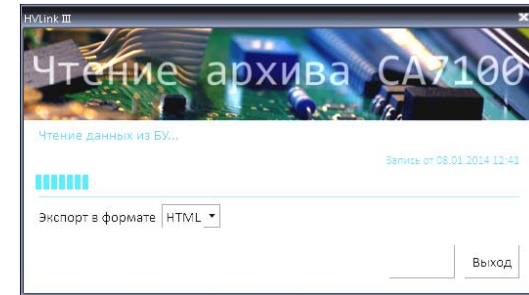 HVLink III
Чтение архива СА7100
Чтение данных из БУ...
Запись от 08.01.2014 12:41
Экспорт в формате HTML
Выход